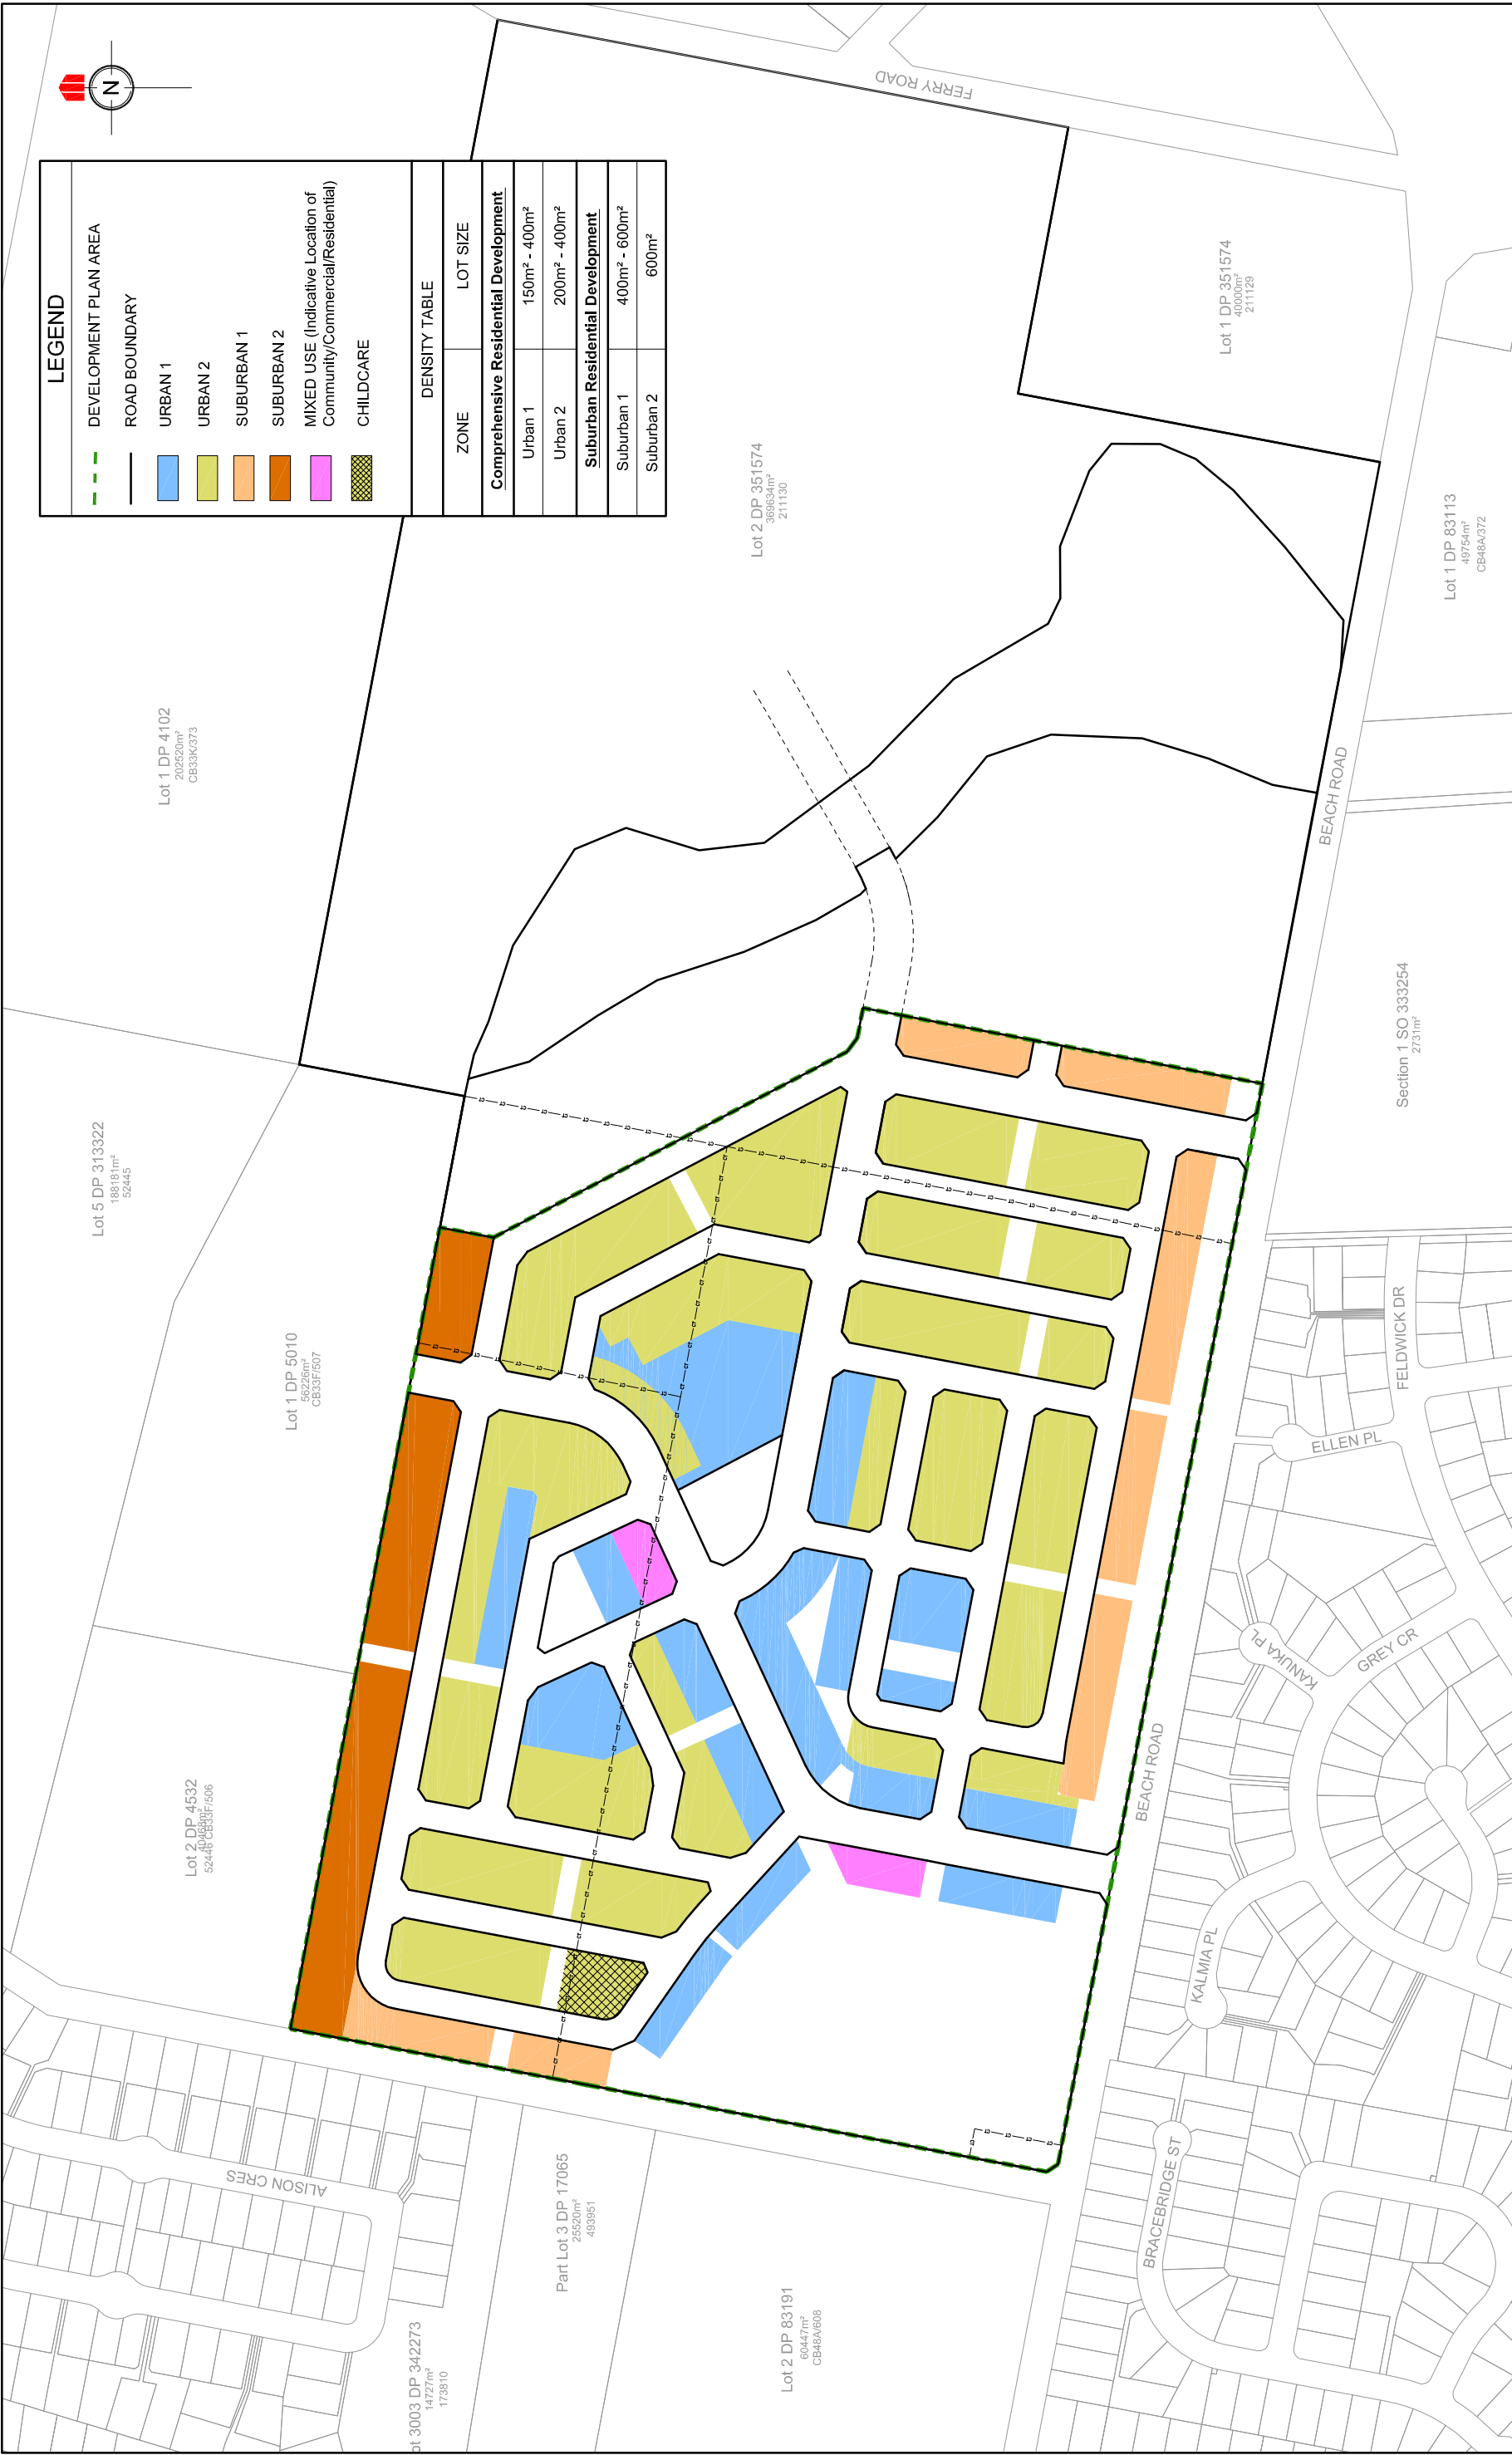 N
LEGEND
DEVELOPMENT PLAN AREA
ROAD BOUNDARY
URBAN 1
URBAN 2
SUBURBAN 1
SUBURBAN 2
MIXED USE (Indicative Location of
Community/Commercial/Residential)
CHILDCARE
DENSITY TABLE
ZONE LOT SIZE
Comprehensive Residential Development
Urban 1 150m² - 400m²
Urban 2 200m² - 400m²
Suburban Residential Development
Suburban 1 400m² - 600m²
Suburban 2 600m²
FERRY ROAD
Lot 1 DP 4102
202520m²
CB33K/373
Lot 5 DP 313322
188181m²
52445
Lot 1 DP 5010
56226m²
CB33F/507
Lot 2 DP 4532
52446 CB33F/506
Lot 2 DP 351574
369634m²
211130
Lot 1 DP 351574
40000m²
211129
Lot 1 DP 83113
49754m²
CB48A/372
BEACH ROAD
Section 1 SO 333254
2731m²
FELDWICK DR
ELLEN PL
KANUKA PL
GREY CR
BEACH ROAD
KALMIA PL
BRACEBRIDGE ST
ALISON CRES
Part Lot 3 DP 17065
25520m²
493951
Lot 2 DP 83191
60447m²
CB48A/608
ot 3003 DP 342273
14727m²
173810